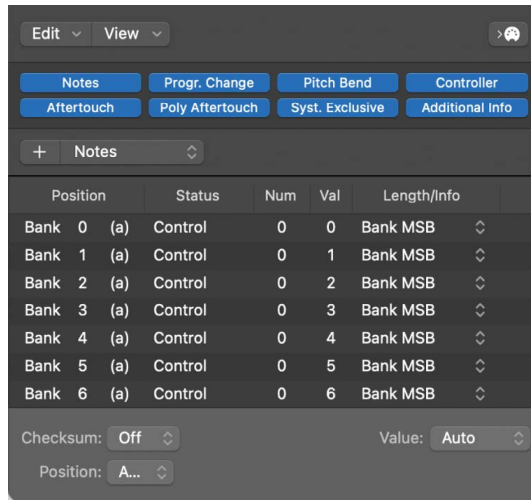 Edit View
Notes Progr. Change Pitch Bend Controller
Aftertouch Poly Aftertouch Syst. Exclusive Additional Info
+ Notes
Position Status Num Val Length/Info
Bank 0 (a) Control 0 0 Bank MSB
Bank 1 (a) Control 0 1 Bank MSB
Bank 2 (a) Control 0 2 Bank MSB
Bank 3 (a) Control 0 3 Bank MSB
Bank 4 (a) Control 0 4 Bank MSB
Bank 5 (a) Control 0 5 Bank MSB
Bank 6 (a) Control 0 6 Bank MSB
Checksum: Off Value: Auto
Position: A...